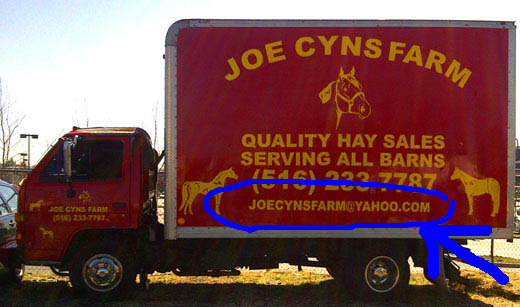 JOE CYNS FARM
QUALITY HAY SALES
SERVING ALL BARNS
(516) 233-7787
JOECYNSFARM@YAHOO.COM
JOE CYNS FARM
(516) 233-7787